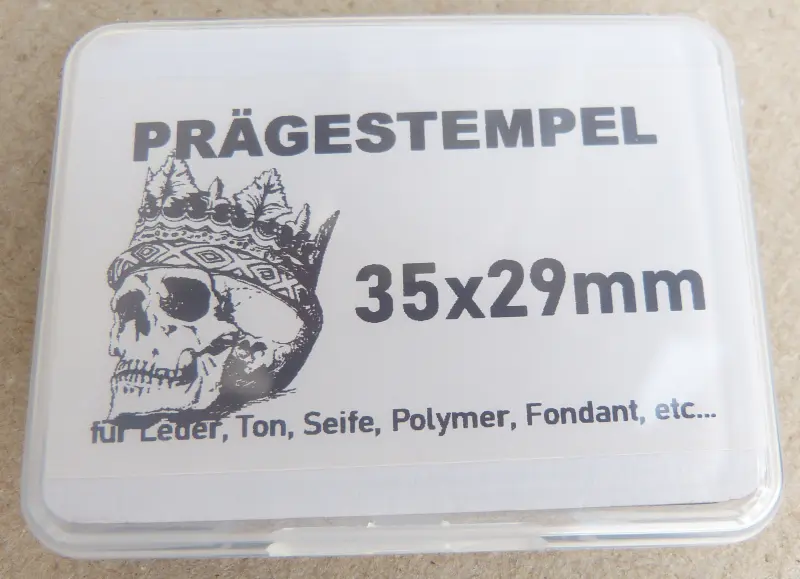 PRÄGESTEMPEL
35x29mm
für Leder, Ton, Seife, Polymer, Fondant, etc...